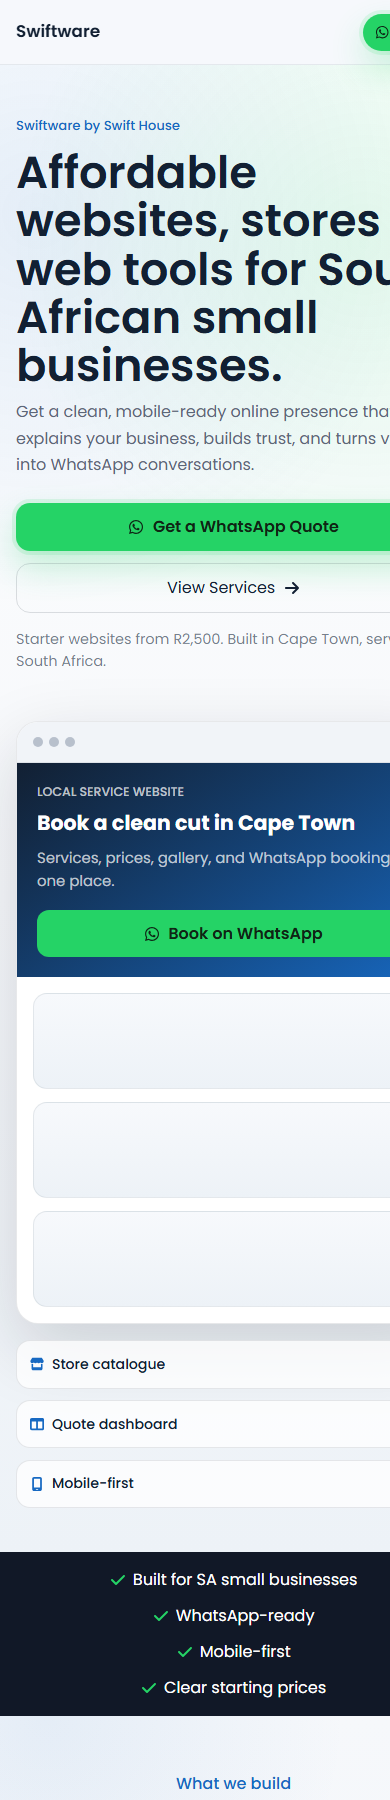 Swiftware
Swiftware by Swift House
Affordable
websites, stores
web tools for Sou
African small
businesses.
Get a clean, mobile-ready online presence tha
explains your business, builds trust, and turns v
into WhatsApp conversations.
Get a WhatsApp Quote
View Services
Starter websites from R2,500. Built in Cape Town, ser
South Africa.
LOCAL SERVICE WEBSITE
Book a clean cut in Cape Town
Services, prices, gallery, and WhatsApp booking
one place.
Book on WhatsApp
Store catalogue
Quote dashboard
Mobile-first
Built for SA small businesses
WhatsApp-ready
Mobile-first
Clear starting prices
What we build